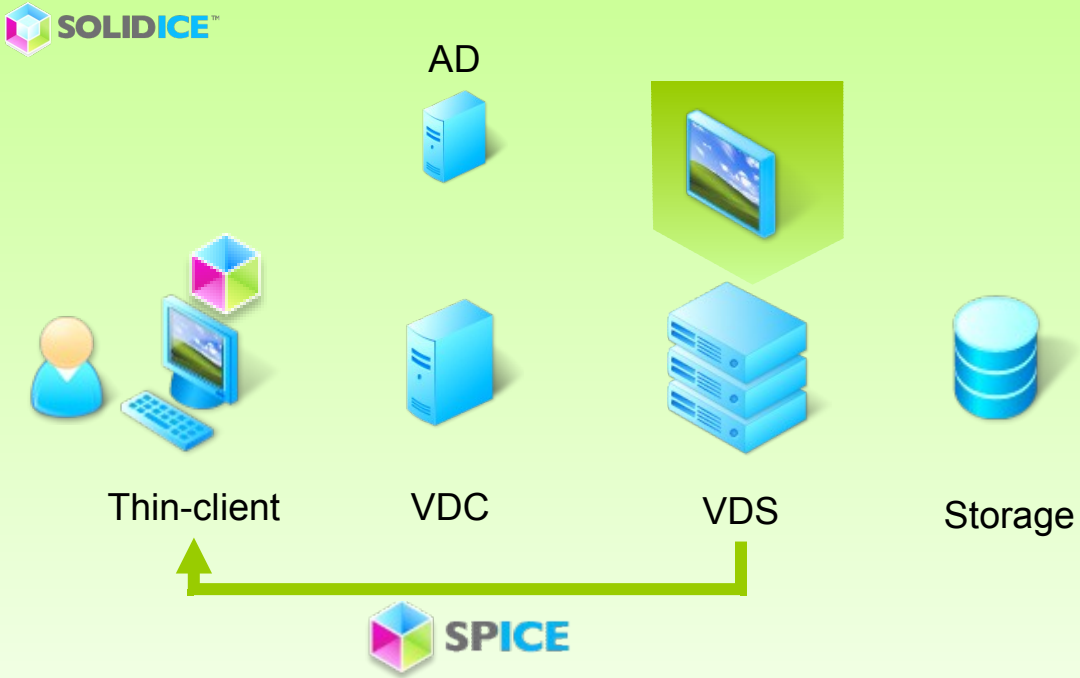 SOLIDICE™
AD
Thin-client
VDC
VDS
Storage
SPICE